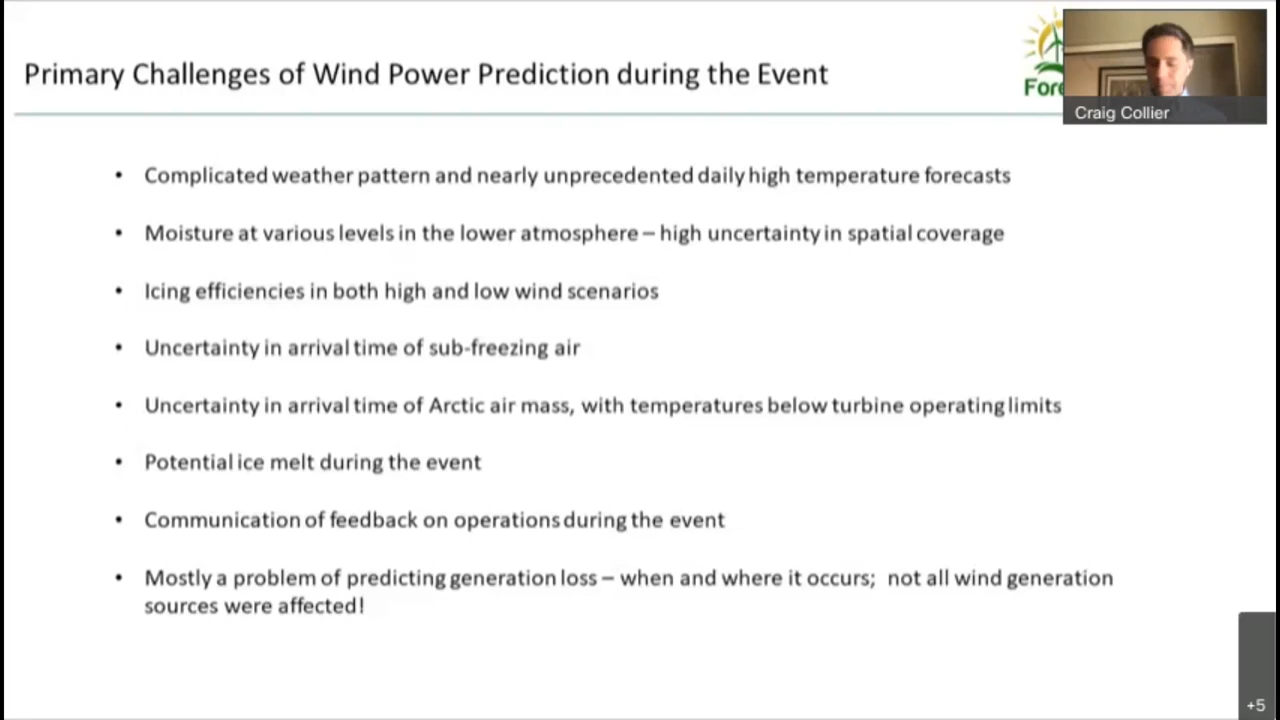 Primary Challenges of Wind Power Prediction during the Event
Fore
Craig Collier
• Complicated weather pattern and nearly unprecedented daily high temperature forecasts
• Moisture at various levels in the lower atmosphere – high uncertainty in spatial coverage
• Icing efficiencies in both high and low wind scenarios
• Uncertainty in arrival time of sub-freezing air
• Uncertainty in arrival time of Arctic air mass, with temperatures below turbine operating limits
• Potential ice melt during the event
• Communication of feedback on operations during the event
• Mostly a problem of predicting generation loss – when and where it occurs; not all wind generation
sources were affected!
+5